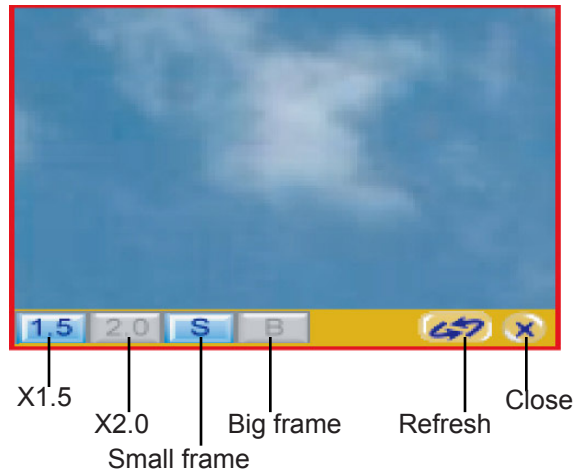 1.5 2.0 S B
X1.5
X2.0
Small frame
Big frame
Refresh
Close